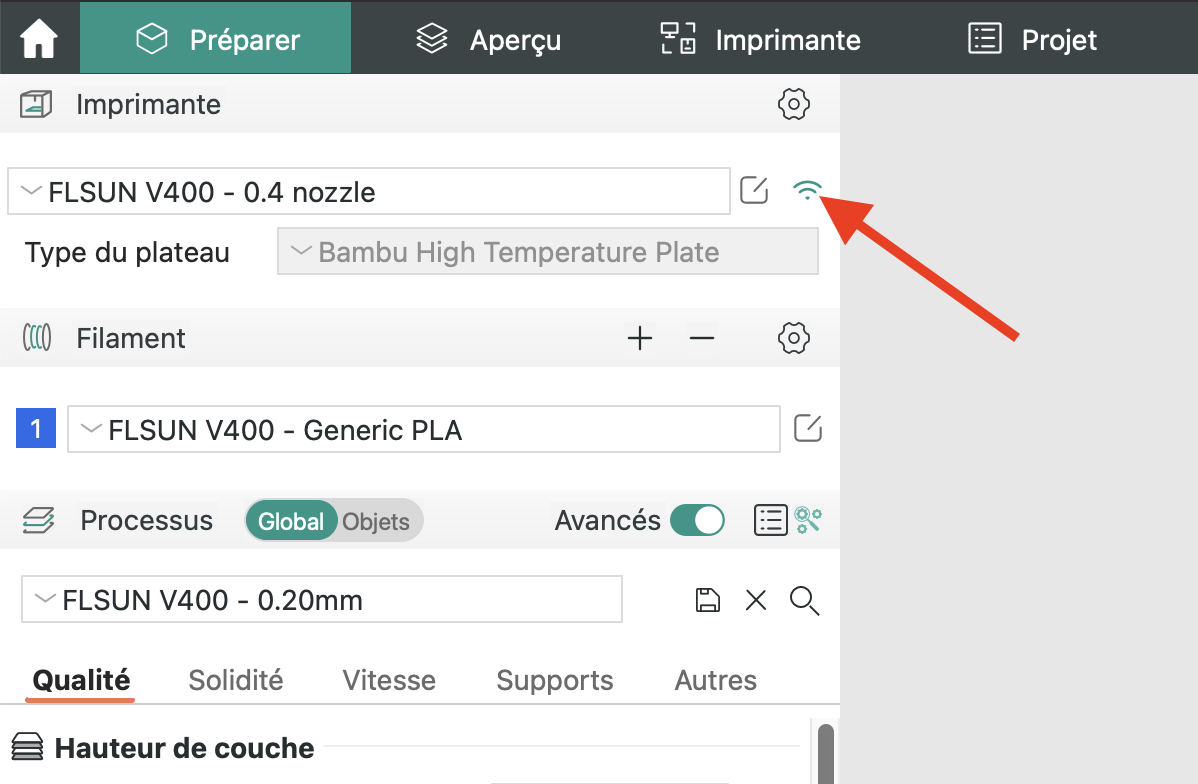 Préparer Aperçu Imprimante Projet
Imprimante
FLSUN V400 - 0.4 nozzle
Type du plateau Bambu High Temperature Plate
Filament
1 FLSUN V400 - Generic PLA
Processus Global Objets Avancés
FLSUN V400 - 0.20mm
Qualité Solidité Vitesse Supports Autres
Hauteur de couche